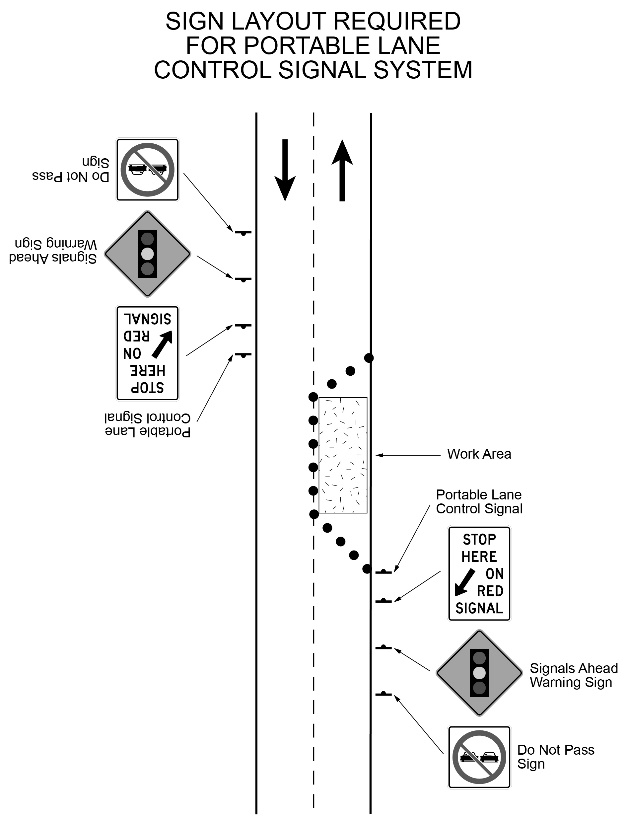 SIGN LAYOUT REQUIRED
FOR PORTABLE LANE
CONTROL SIGNAL SYSTEM
Do Not Pass
Sign
Signals Ahead
Warning Sign
STOP
HERE
ON
RED
SIGNAL
Portable Lane
Control Signal
Work Area
Portable Lane
Control Signal
STOP
HERE
ON
RED
SIGNAL
Signals Ahead
Warning Sign
Do Not Pass
Sign